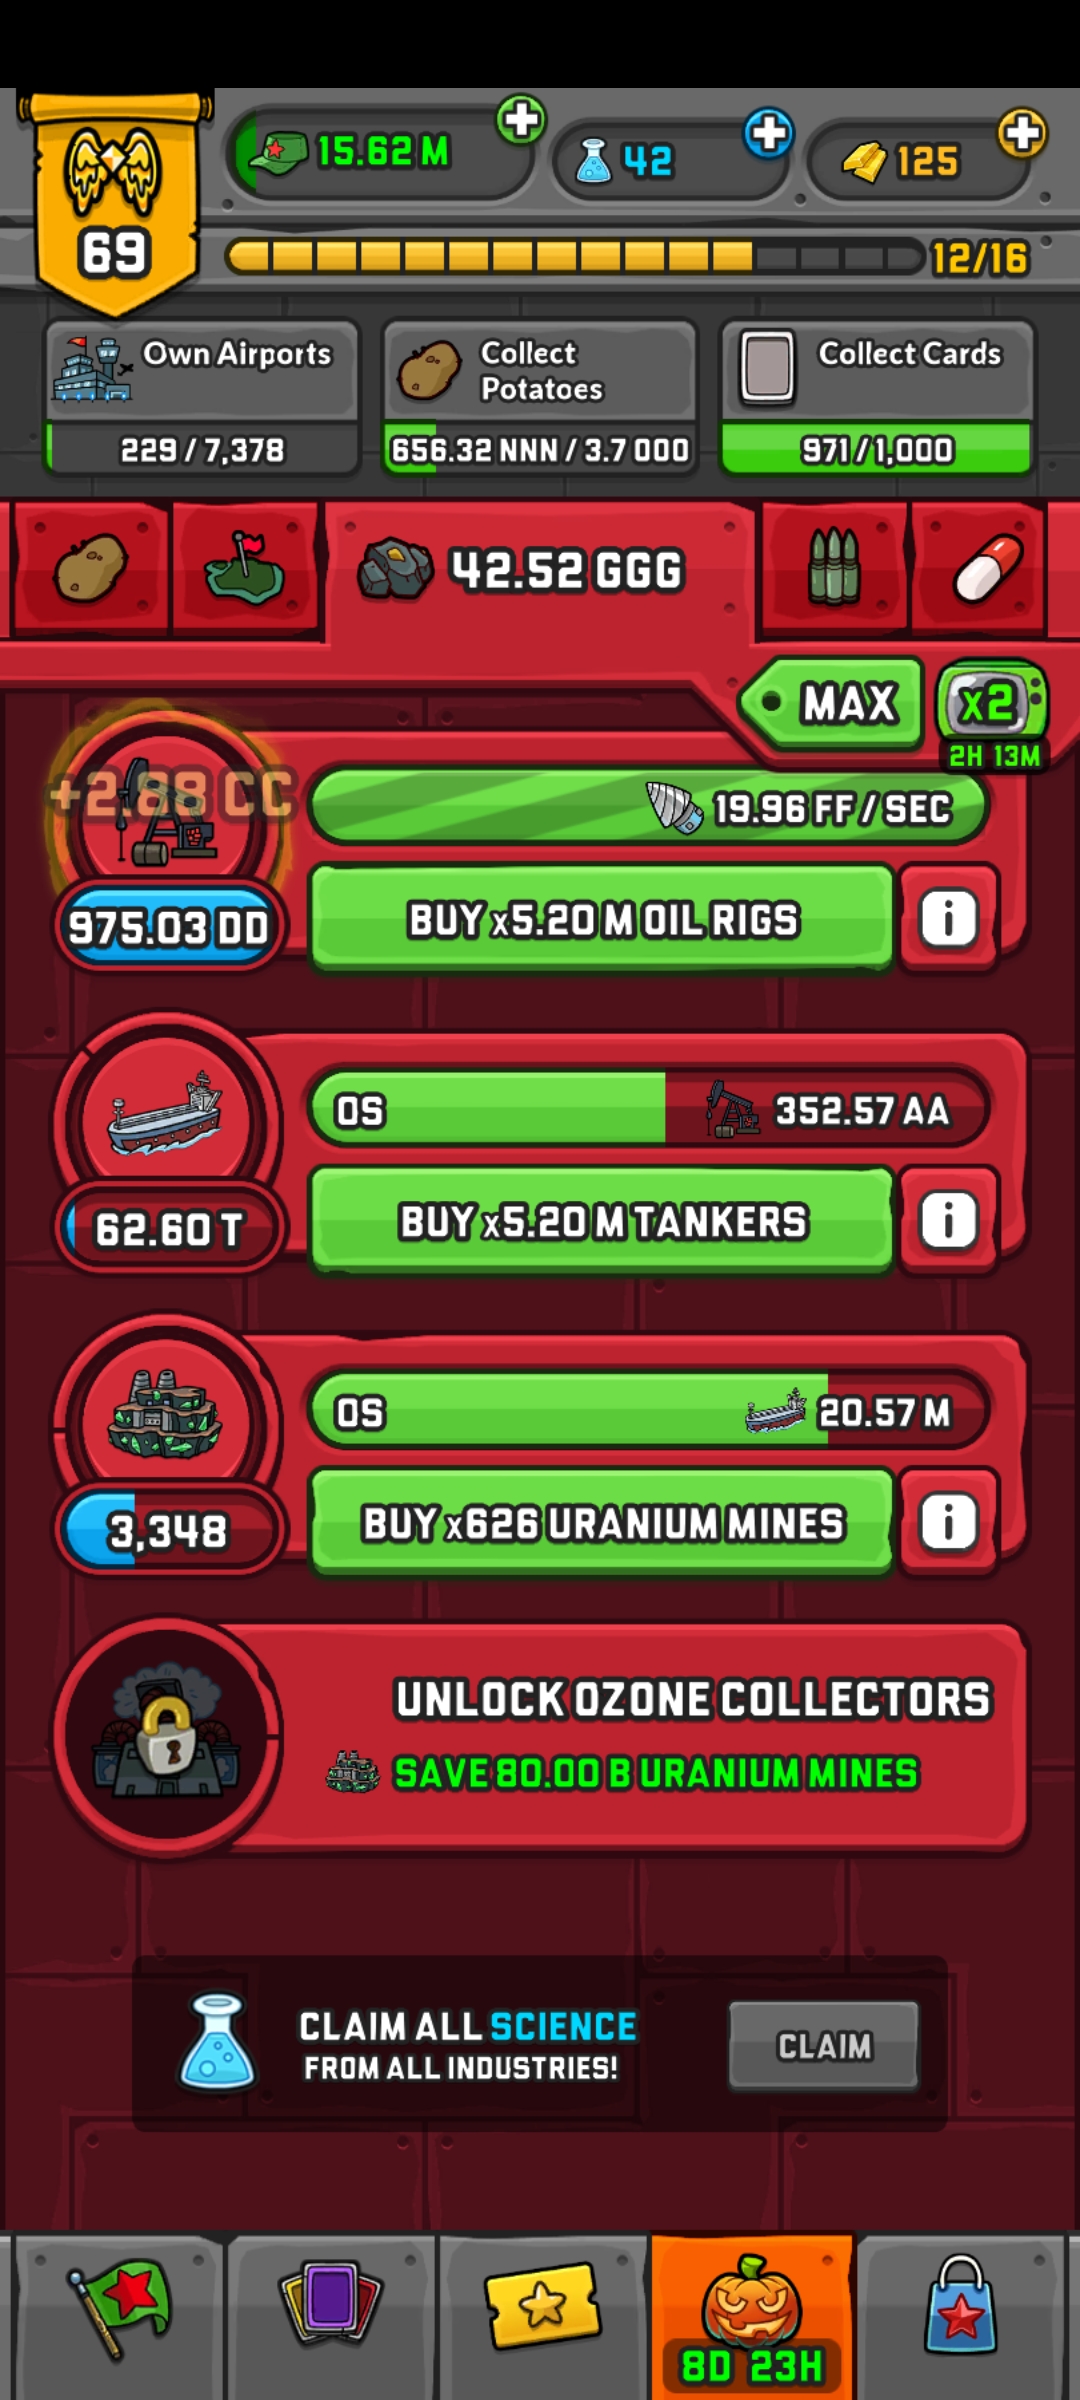 15.62 M
42
125
69
12/16
Own Airports
229 / 7,378
Collect
Potatoes
656.32 NNN / 3.7 OOO
Collect Cards
971 / 1,000
42.52 GGG
MAX
x2
2H 13M
+2.88 CC
19.96 FF / SEC
975.03 DD
BUY x5.20 M OIL RIGS
i
0S
352.57 AA
62.60 T
BUY x5.20 M TANKERS
i
0S
20.57 M
3,348
BUY x626 URANIUM MINES
i
UNLOCK OZONE COLLECTORS
SAVE 80.00 B URANIUM MINES
CLAIM ALL SCIENCE
FROM ALL INDUSTRIES!
CLAIM
8D 23H